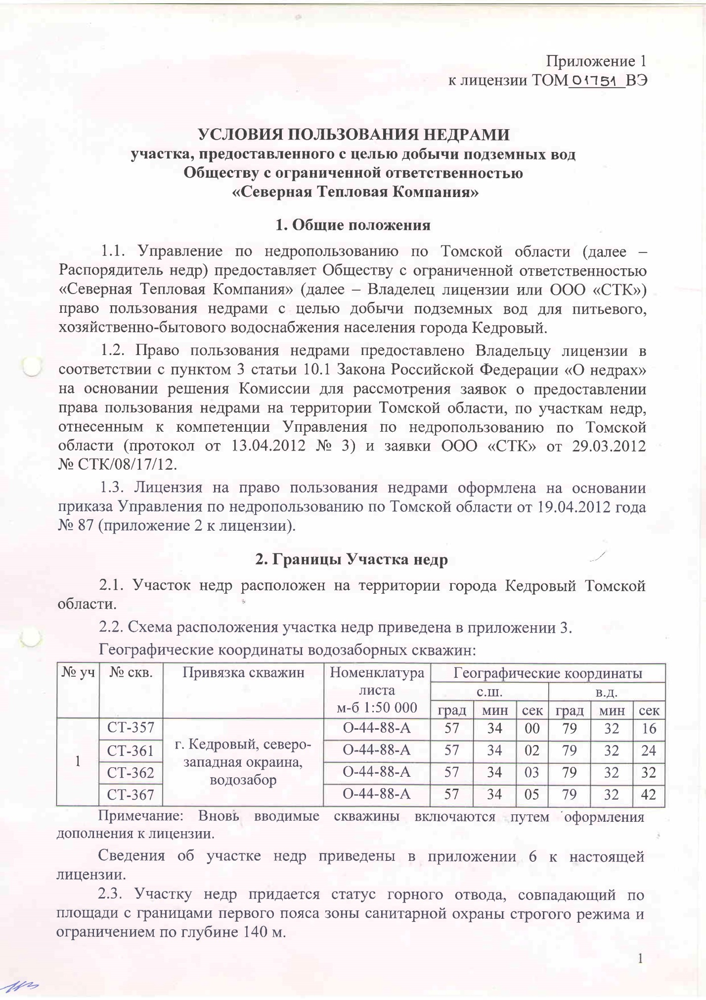 Приложение 1
к лицензии ТОМ 01751 ВЭ
УСЛОВИЯ ПОЛЬЗОВАНИЯ НЕДРАМИ
участка, предоставленного с целью добычи подземных вод
Обществу с ограниченной ответственностью
«Северная Тепловая Компания»
1. Общие положения
1.1. Управление по недропользованию по Томской области (далее –
Распорядитель недр) предоставляет Обществу с ограниченной ответственностью
«Северная Тепловая Компания» (далее – Владелец лицензии или ООО «СТК»)
право пользования недрами с целью добычи подземных вод для питьевого,
хозяйственно-бытового водоснабжения населения города Кедровый.
1.2. Право пользования недрами предоставлено Владельцу лицензии в
соответствии с пунктом 3 статьи 10.1 Закона Российской Федерации «О недрах»
на основании решения Комиссии для рассмотрения заявок о предоставлении
права пользования недрами на территории Томской области, по участкам недр,
отнесенным к компетенции Управления по недропользованию по Томской
области (протокол от 13.04.2012 № 3) и заявки ООО «СТК» от 29.03.2012
№ СТК/08/17/12.
1.3. Лицензия на право пользования недрами оформлена на основании
приказа Управления по недропользованию по Томской области от 19.04.2012 года
№ 87 (приложение 2 к лицензии).
2. Границы Участка недр
2.1. Участок недр расположен на территории города Кедровый Томской
области.
2.2. Схема расположения участка недр приведена в приложении 3.
Географические координаты водозаборных скважин:
№ уч № скв. Привязка скважин Номенклатура листа м-б 1:50 000 Географические координаты
с.ш. в.д.
град мин сек град мин сек
1 СТ-357 г. Кедровый, северо-западная окраина, водозабор О-44-88-А 57 34 00 79 32 16
СТ-361 О-44-88-А 57 34 02 79 32 24
СТ-362 О-44-88-А 57 34 03 79 32 32
СТ-367 О-44-88-А 57 34 05 79 32 42
Примечание: Вновь вводимые скважины включаются путем оформления
дополнения к лицензии.
Сведения об участке недр приведены в приложении 6 к настоящей
лицензии.
2.3. Участку недр придается статус горного отвода, совпадающий по
площади с границами первого пояса зоны санитарной охраны строгого режима и
ограничением по глубине 140 м.
1